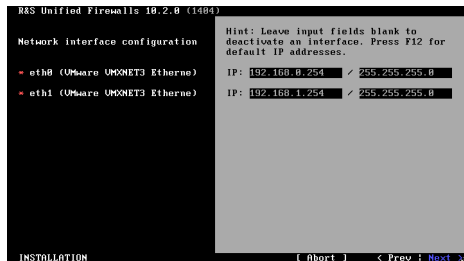 R&S Unified Firewalls 10.2.0 (1404)
Network interface configuration
Hint: Leave input fields blank to
deactivate an interface. Press F12 for
default IP addresses.
* eth0 (VMware VMXNET3 Etherne) IP: 192.168.0.254 / 255.255.255.0
* eth1 (VMware VMXNET3 Etherne) IP: 192.168.1.254 / 255.255.255.0
INSTALLATION [ Abort ] < Prev ¦ Next >